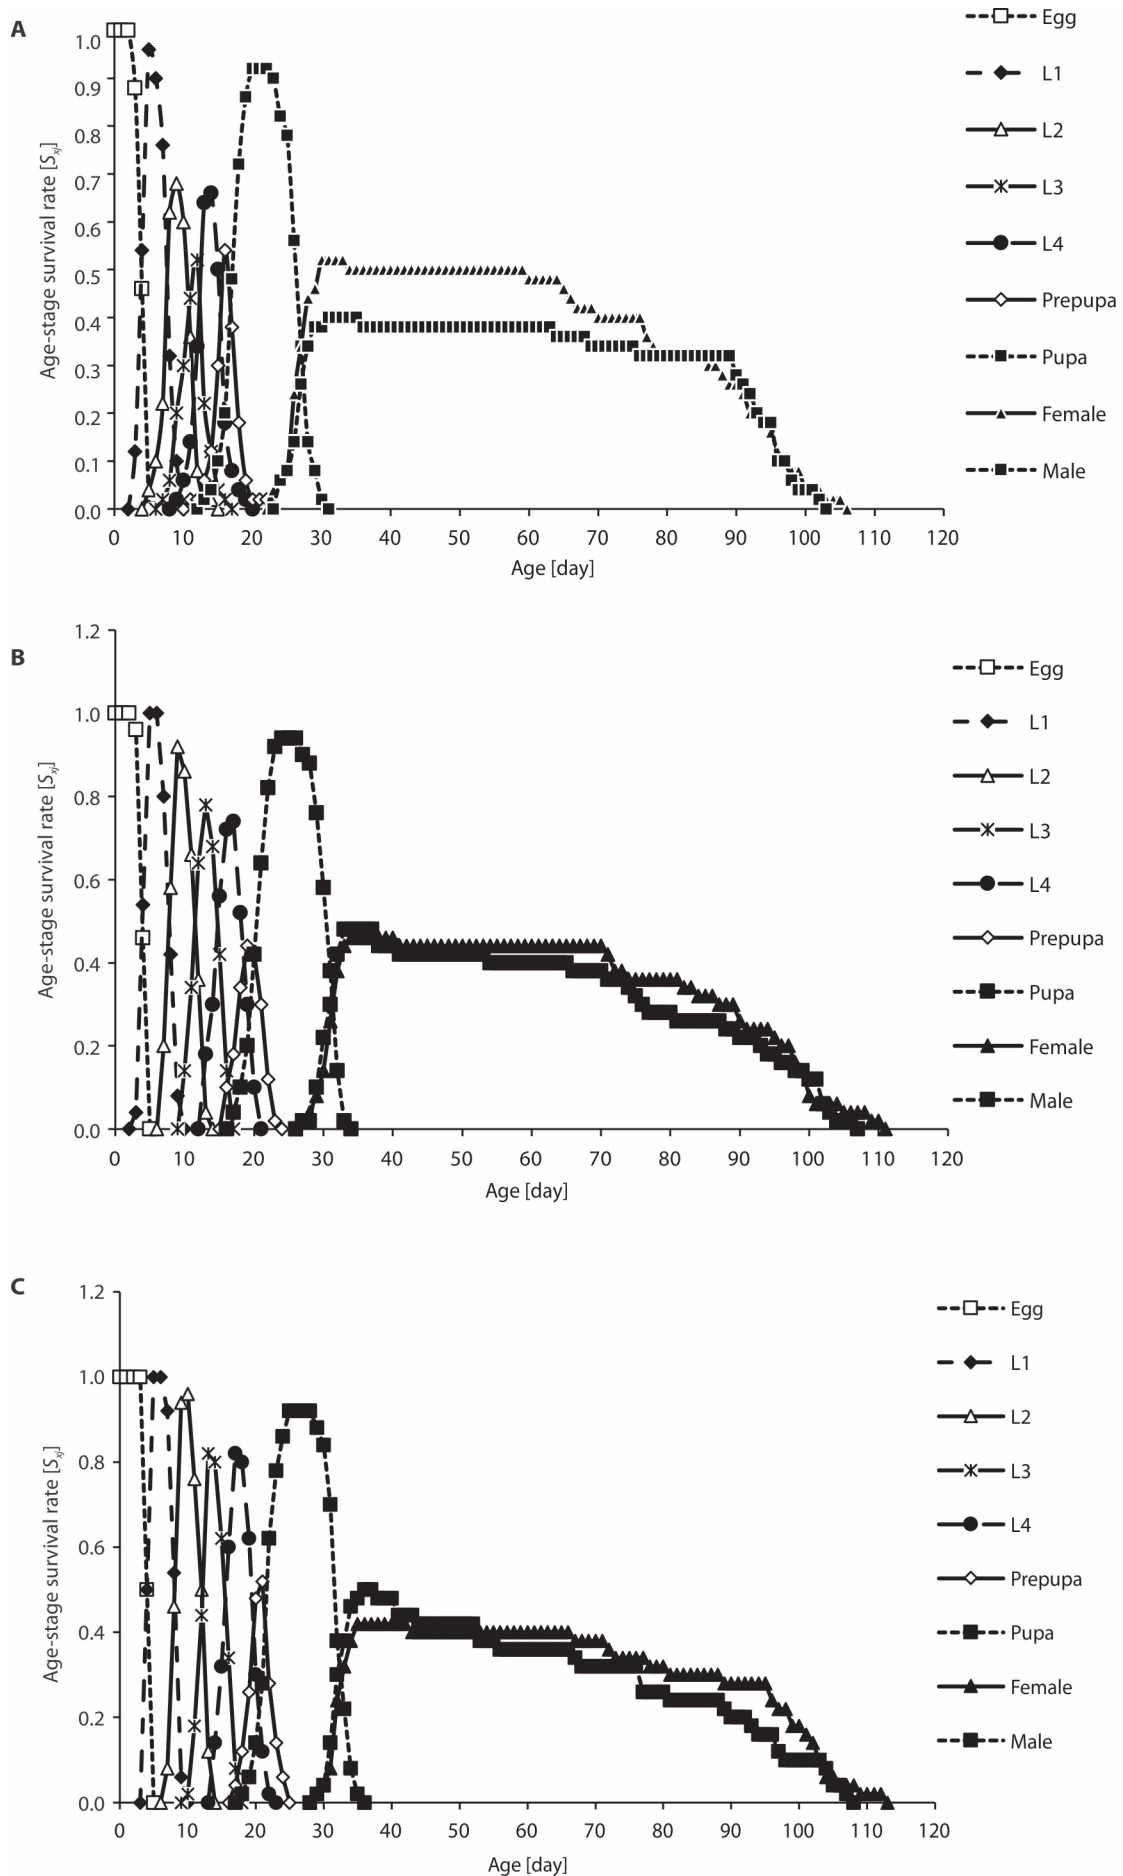 A
1.0
0.9
0.8
0.7
0.6
0.5
0.4
0.3
0.2
0.1
0.0
Age-stage survival rate [Sxj]
0 10 20 30 40 50 60 70 80 90 100 110 120
Age [day]
Egg
L1
L2
L3
L4
Prepupa
Pupa
Female
Male
B
1.2
1.0
0.8
0.6
0.4
0.2
0.0
Age-stage survival rate [Sxj]
0 10 20 30 40 50 60 70 80 90 100 110 120
Age [day]
Egg
L1
L2
L3
L4
Prepupa
Pupa
Female
Male
C
1.2
1.0
0.8
0.6
0.4
0.2
0.0
Age-stage survival rate [Sxj]
0 10 20 30 40 50 60 70 80 90 100 110 120
Age [day]
Egg
L1
L2
L3
L4
Prepupa
Pupa
Female
Male